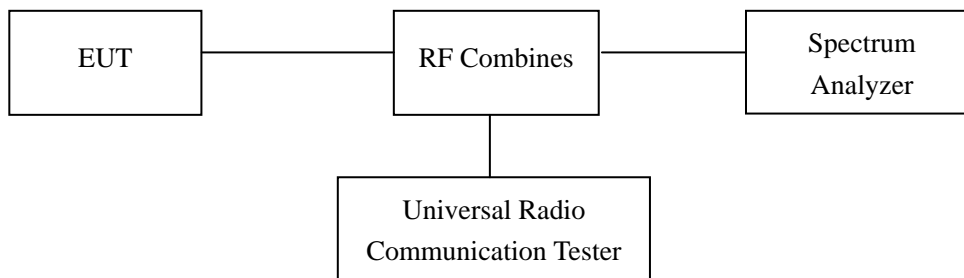 EUT
RF Combines
Spectrum
Analyzer
Universal Radio
Communication Tester